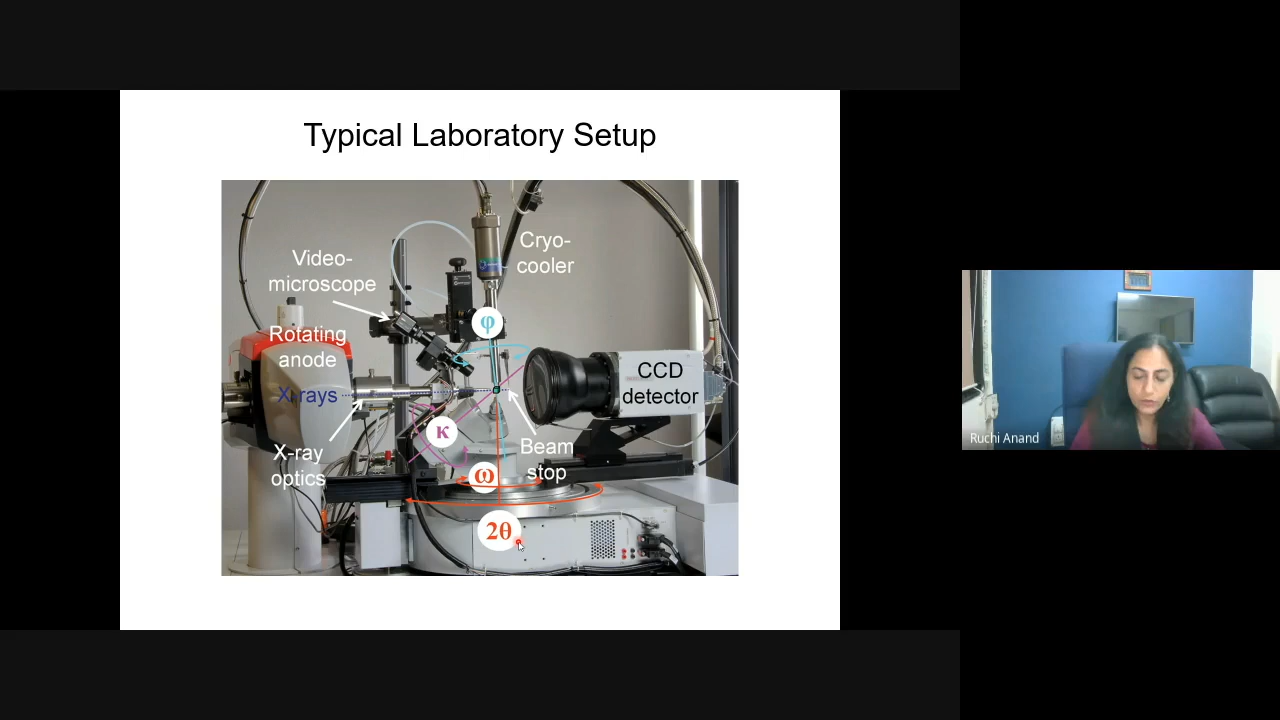 Typical Laboratory Setup
Cryo-
cooler
Video-
microscope
φ
Rotating
anode
CCD
detector
X-rays
κ
Beam
stop
X-ray
optics
ω
2θ
Ruchi Anand